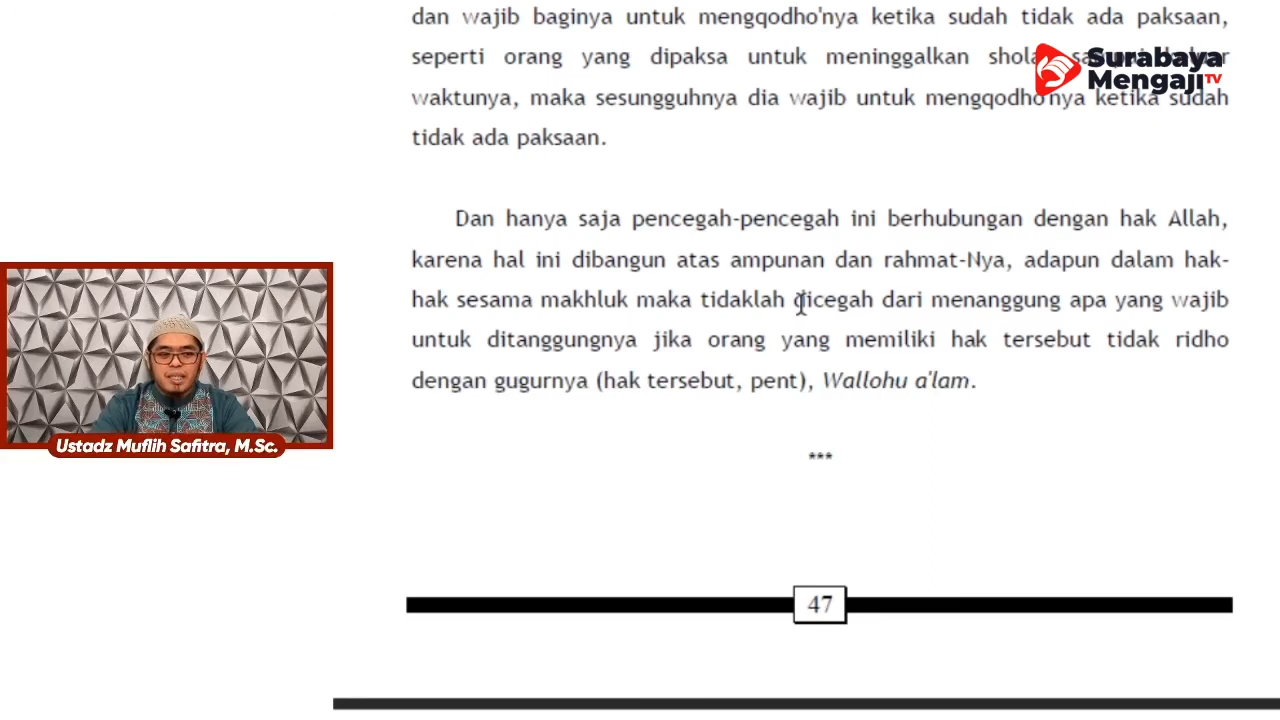 dan wajib baginya untuk mengqodho'nya ketika sudah tidak ada paksaan,
seperti orang yang dipaksa untuk meninggalkan
waktunya, maka sesungguhnya dia wajib untuk mengqodho'nya ketika sudah
tidak ada paksaan.
Surabaya
Mengaji TV
Dan hanya saja pencegah-pencegah ini berhubungan dengan hak Allah,
karena hal ini dibangun atas ampunan dan rahmat-Nya, adapun dalam hak-
hak sesama makhluk maka tidaklah dicegah dari menanggung apa yang wajib
untuk ditanggungnya jika orang yang memiliki hak tersebut tidak ridho
dengan gugurnya (hak tersebut, pent), Wallohu a'lam.
***
47
Ustadz Muflih Safitra, M.Sc.